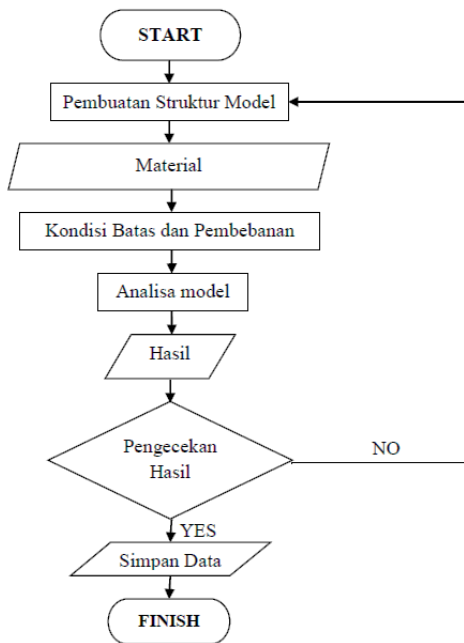 START
Pembuatan Struktur Model
Material
Kondisi Batas dan Pembebanan
Analisa model
Hasil
Pengecekan
Hasil
NO
YES
Simpan Data
FINISH